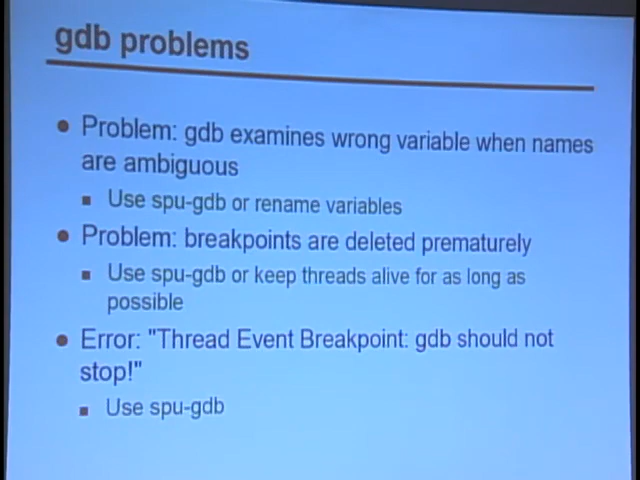 gdb problems
Problem: gdb examines wrong variable when names
are ambiguous
Use spu-gdb or rename variables
Problem: breakpoints are deleted prematurely
Use spu-gdb or keep threads alive for as long as
possible
Error: "Thread Event Breakpoint: gdb should not
stop!"
Use spu-gdb